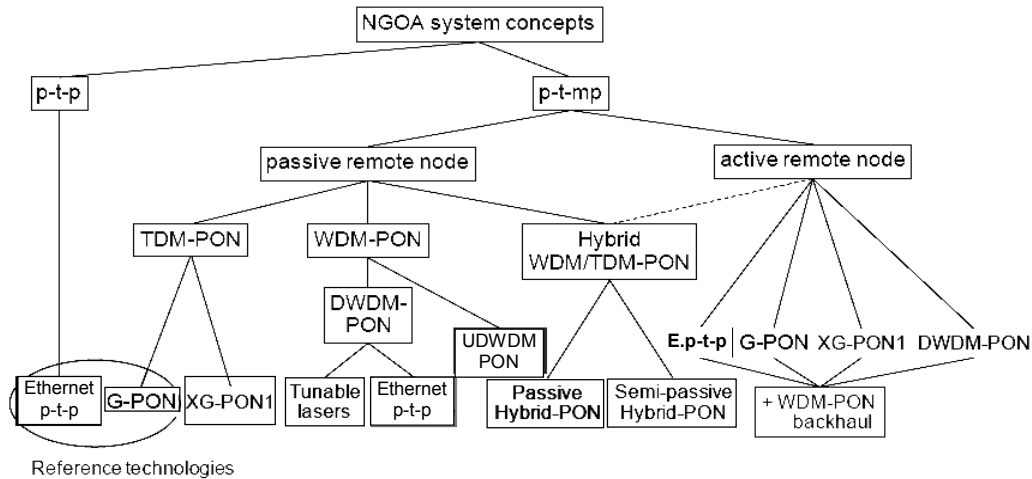 NGOA system concepts
p-t-p
p-t-mp
passive remote node
active remote node
TDM-PON
WDM-PON
Hybrid
WDM/TDM-PON
DWDM-
PON
UDWDM
PON
E.p-t-p
G-PON
XG-PON1
DWDM-PON
Ethernet
p-t-p
G-PON
XG-PON1
Tunable
lasers
Ethernet
p-t-p
Passive
Hybrid-PON
Semi-passive
Hybrid-PON
+ WDM-PON
backhaul
Reference technologies